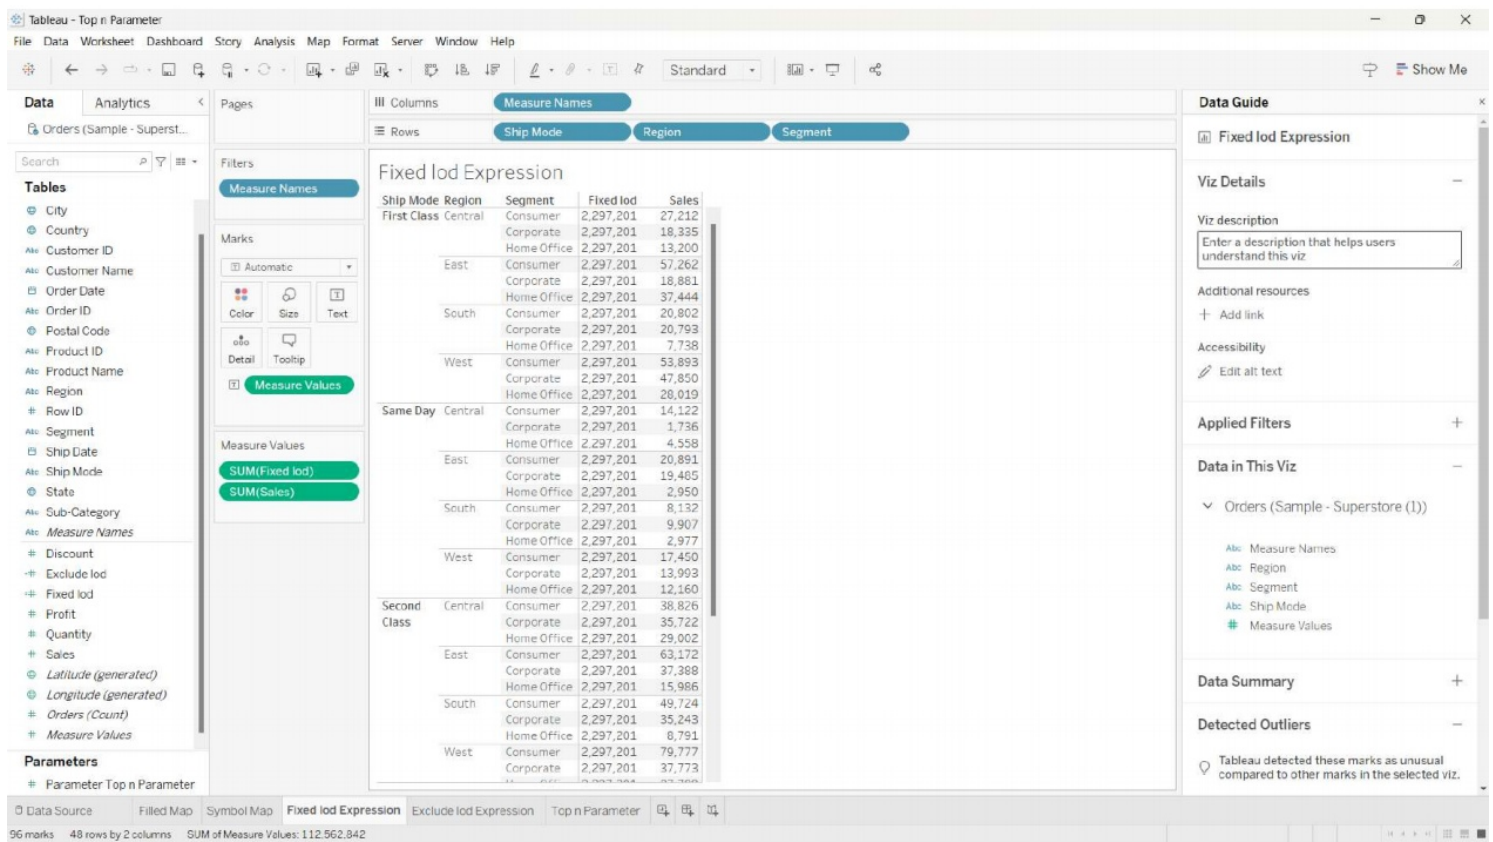 Tableau - Top n Parameter
File Data Worksheet Dashboard Story Analysis Map Format Server Window Help
Standard
Show Me
Data Analytics
Orders (Sample - Superst...
Search
Tables
City
Country
Abc Customer ID
Abc Customer Name
Order Date
Abc Order ID
Postal Code
Abc Product ID
Abc Product Name
Abc Region
# Row ID
Abc Segment
Ship Date
Abc Ship Mode
State
Abc Sub-Category
Abc Measure Names
# Discount
=# Exclude lod
=# Fixed lod
# Profit
# Quantity
# Sales
Latitude (generated)
Longitude (generated)
# Orders (Count)
# Measure Values
Parameters
# Parameter Top n Parameter
Pages
Filters
Measure Names
Marks
Automatic
Color Size Text
Detail Tooltip
Measure Values
Measure Values
SUM(Fixed lod)
SUM(Sales)
Columns Measure Names
Rows Ship Mode Region Segment
Fixed lod Expression
Ship Mode Region Segment Fixed lod Sales
First Class Central Consumer 2,297,201 27,212
Corporate 2,297,201 18,335
Home Office 2,297,201 13,200
East Consumer 2,297,201 57,262
Corporate 2,297,201 18,881
Home Office 2,297,201 37,444
South Consumer 2,297,201 20,802
Corporate 2,297,201 20,793
Home Office 2,297,201 7,738
West Consumer 2,297,201 53,893
Corporate 2,297,201 47,850
Home Office 2,297,201 28,019
Same Day Central Consumer 2,297,201 14,122
Corporate 2,297,201 1,736
Home Office 2,297,201 4,558
East Consumer 2,297,201 20,891
Corporate 2,297,201 19,485
Home Office 2,297,201 2,950
South Consumer 2,297,201 8,132
Corporate 2,297,201 9,907
Home Office 2,297,201 2,977
West Consumer 2,297,201 17,450
Corporate 2,297,201 13,993
Home Office 2,297,201 12,160
Second Central Consumer 2,297,201 38,826
Class Corporate 2,297,201 35,722
Home Office 2,297,201 29,002
East Consumer 2,297,201 63,172
Corporate 2,297,201 37,388
Home Office 2,297,201 15,986
South Consumer 2,297,201 49,724
Corporate 2,297,201 35,243
Home Office 2,297,201 8,791
West Consumer 2,297,201 79,777
Corporate 2,297,201 37,773
Data Guide
Fixed lod Expression
Viz Details
Viz description
Enter a description that helps users
understand this viz
Additional resources
+ Add link
Accessibility
Edit alt text
Applied Filters
Data in This Viz
Orders (Sample - Superstore (1))
Abc Measure Names
Abc Region
Abc Segment
Abc Ship Mode
# Measure Values
Data Summary
Detected Outliers
Tableau detected these marks as unusual
compared to other marks in the selected viz.
Data Source Filled Map Symbol Map Fixed lod Expression Exclude lod Expression Top n Parameter
96 marks 48 rows by 2 columns SUM of Measure Values: 112,562,842